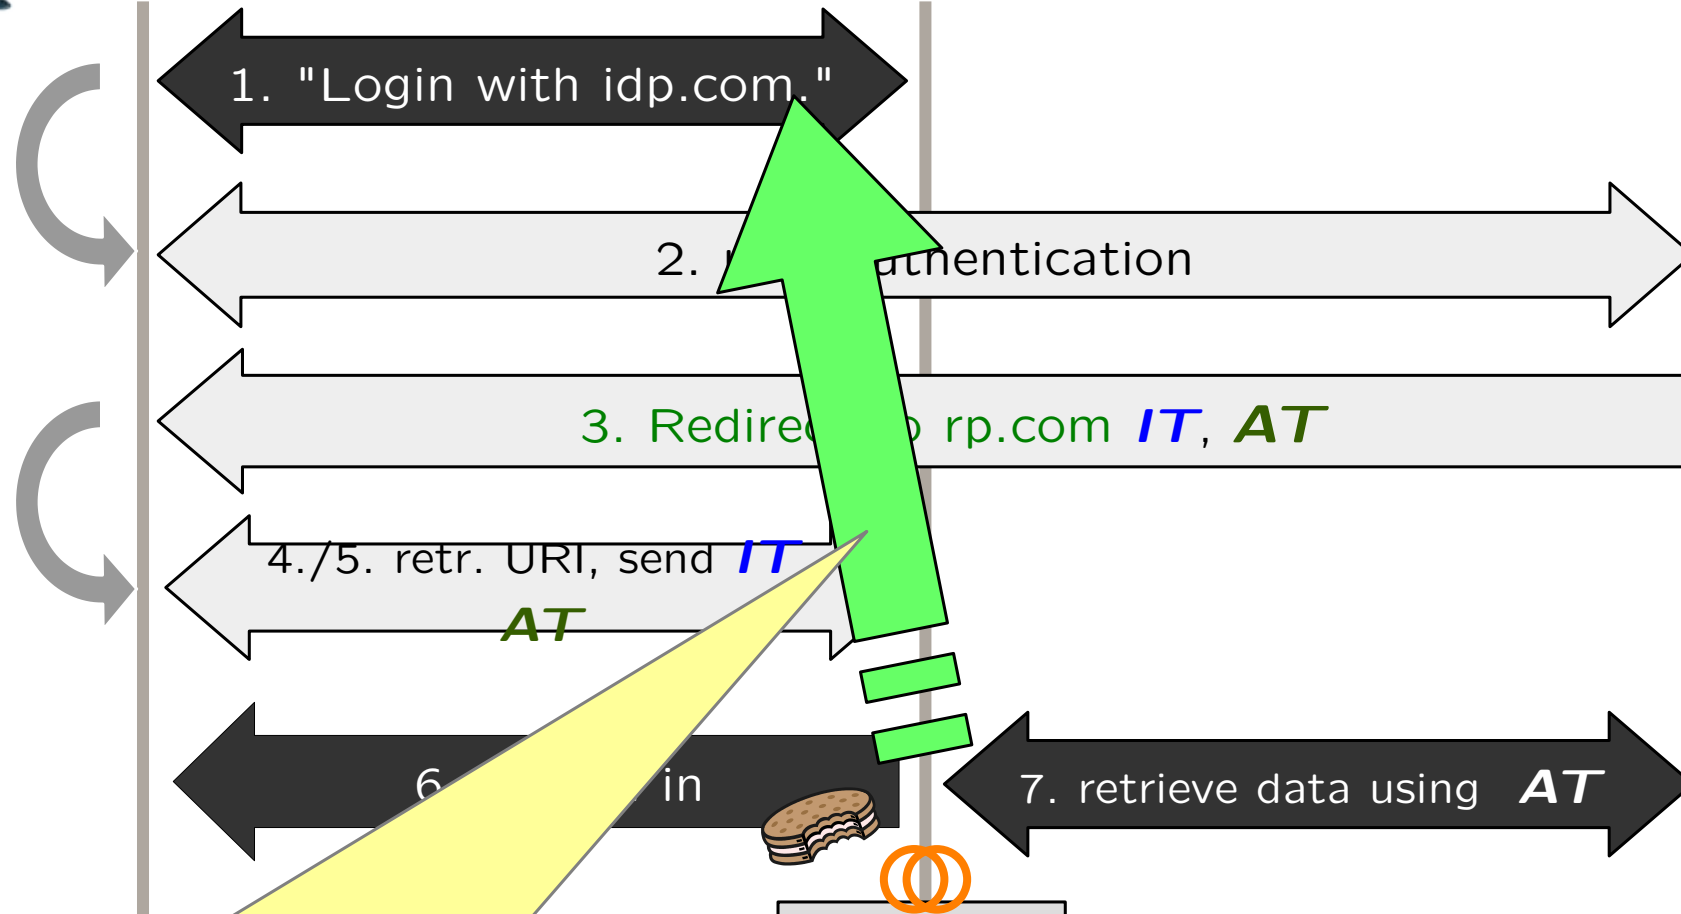 1. "Login with idp.com."
2. uthentication
3. Redirec o rp.com IT, AT
4./5. retr. URI, send IT
AT
6 in
7. retrieve data using AT